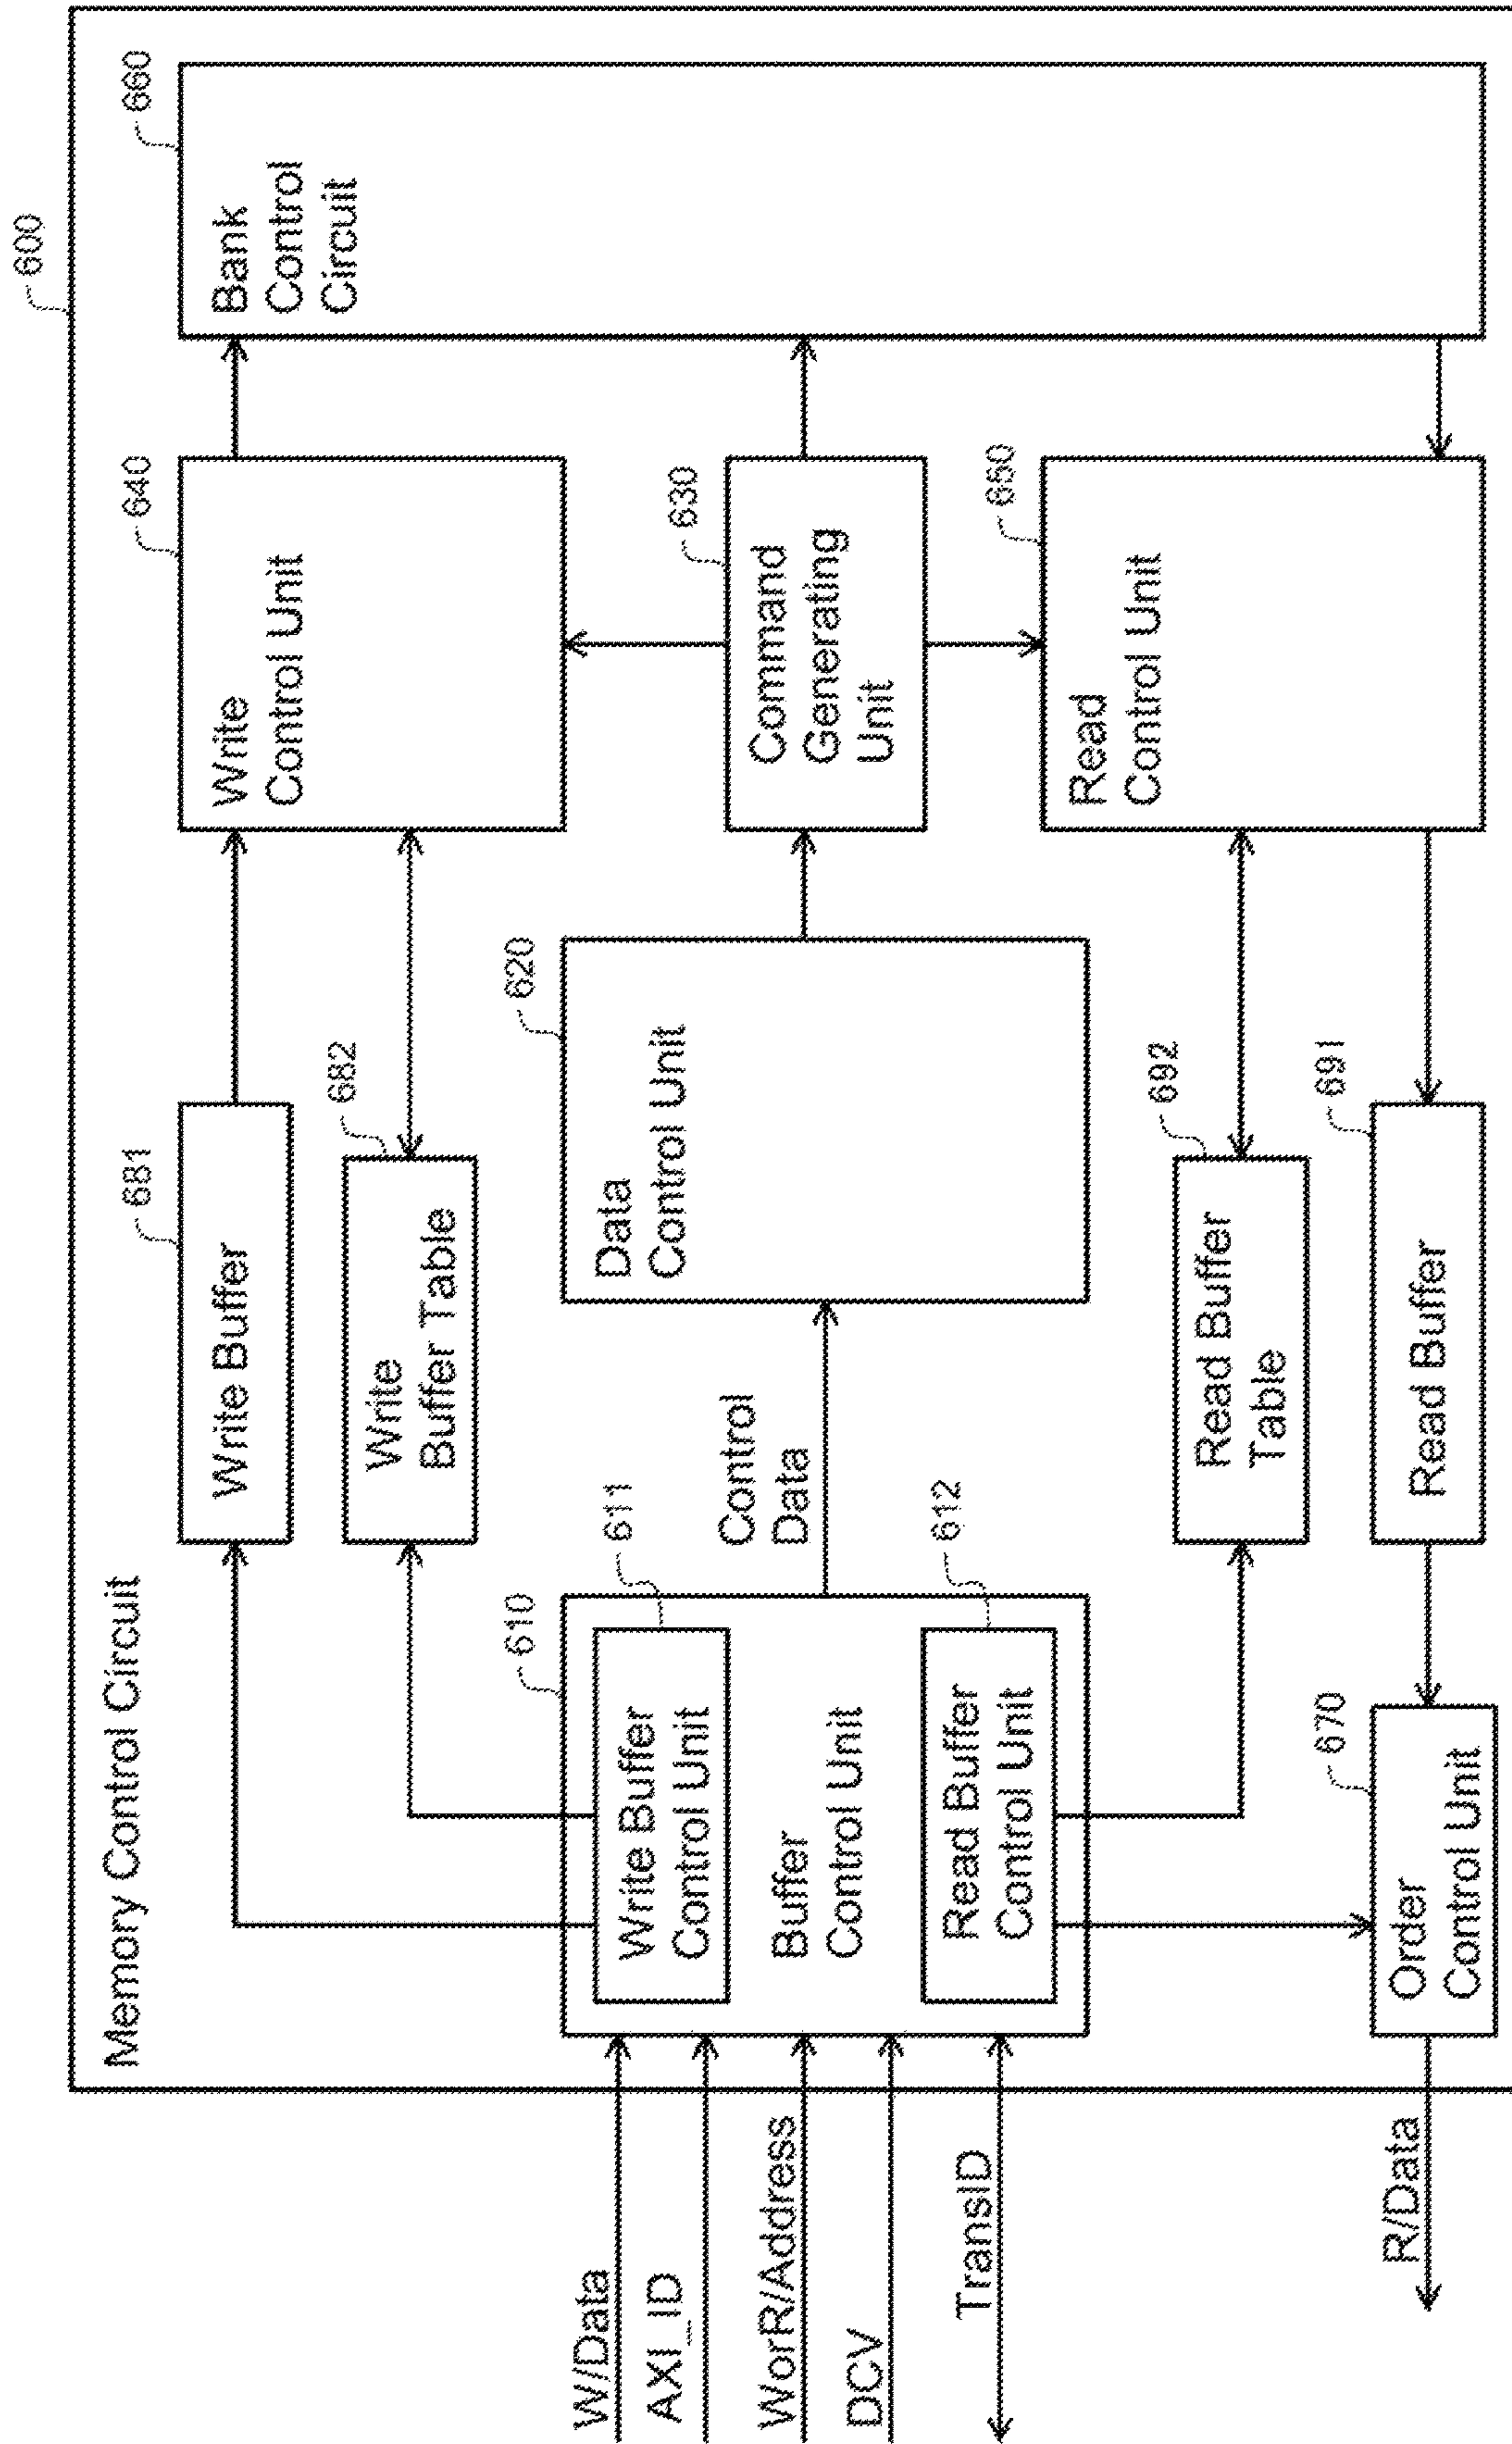 600
Memory Control Circuit
681
Write Buffer
640
Write
Control Unit
660
Bank
Control
Circuit
682
Write
Buffer Table
W/Data
AXI_ID
WorR/Address
DCV
TransID
610
611
Write Buffer
Control Unit
Buffer
Control Unit
612
Read Buffer
Control Unit
Control
Data
620
Data
Control Unit
630
Command
Generating
Unit
650
Read
Control Unit
692
Read Buffer
Table
691
Read Buffer
670
Order
Control Unit
R/Data